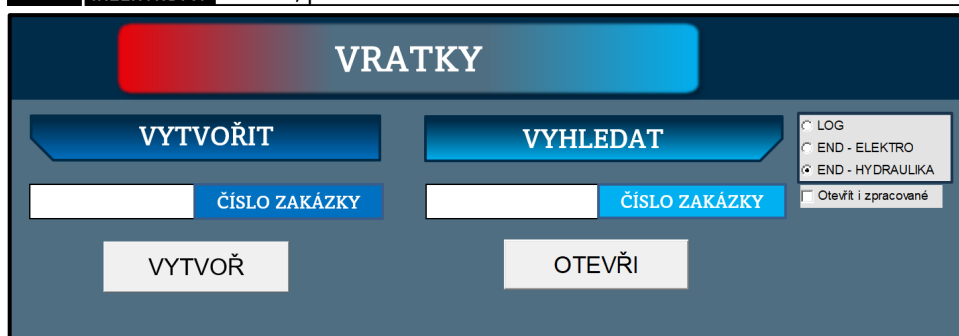 VRATKY
VYTVOŘIT
VYHLEDAT
LOG
END - ELEKTRO
END - HYDRAULIKA
Otevřít i zpracované
ČÍSLO ZAKÁZKY
ČÍSLO ZAKÁZKY
VYTVOŘ
OTEVŘI